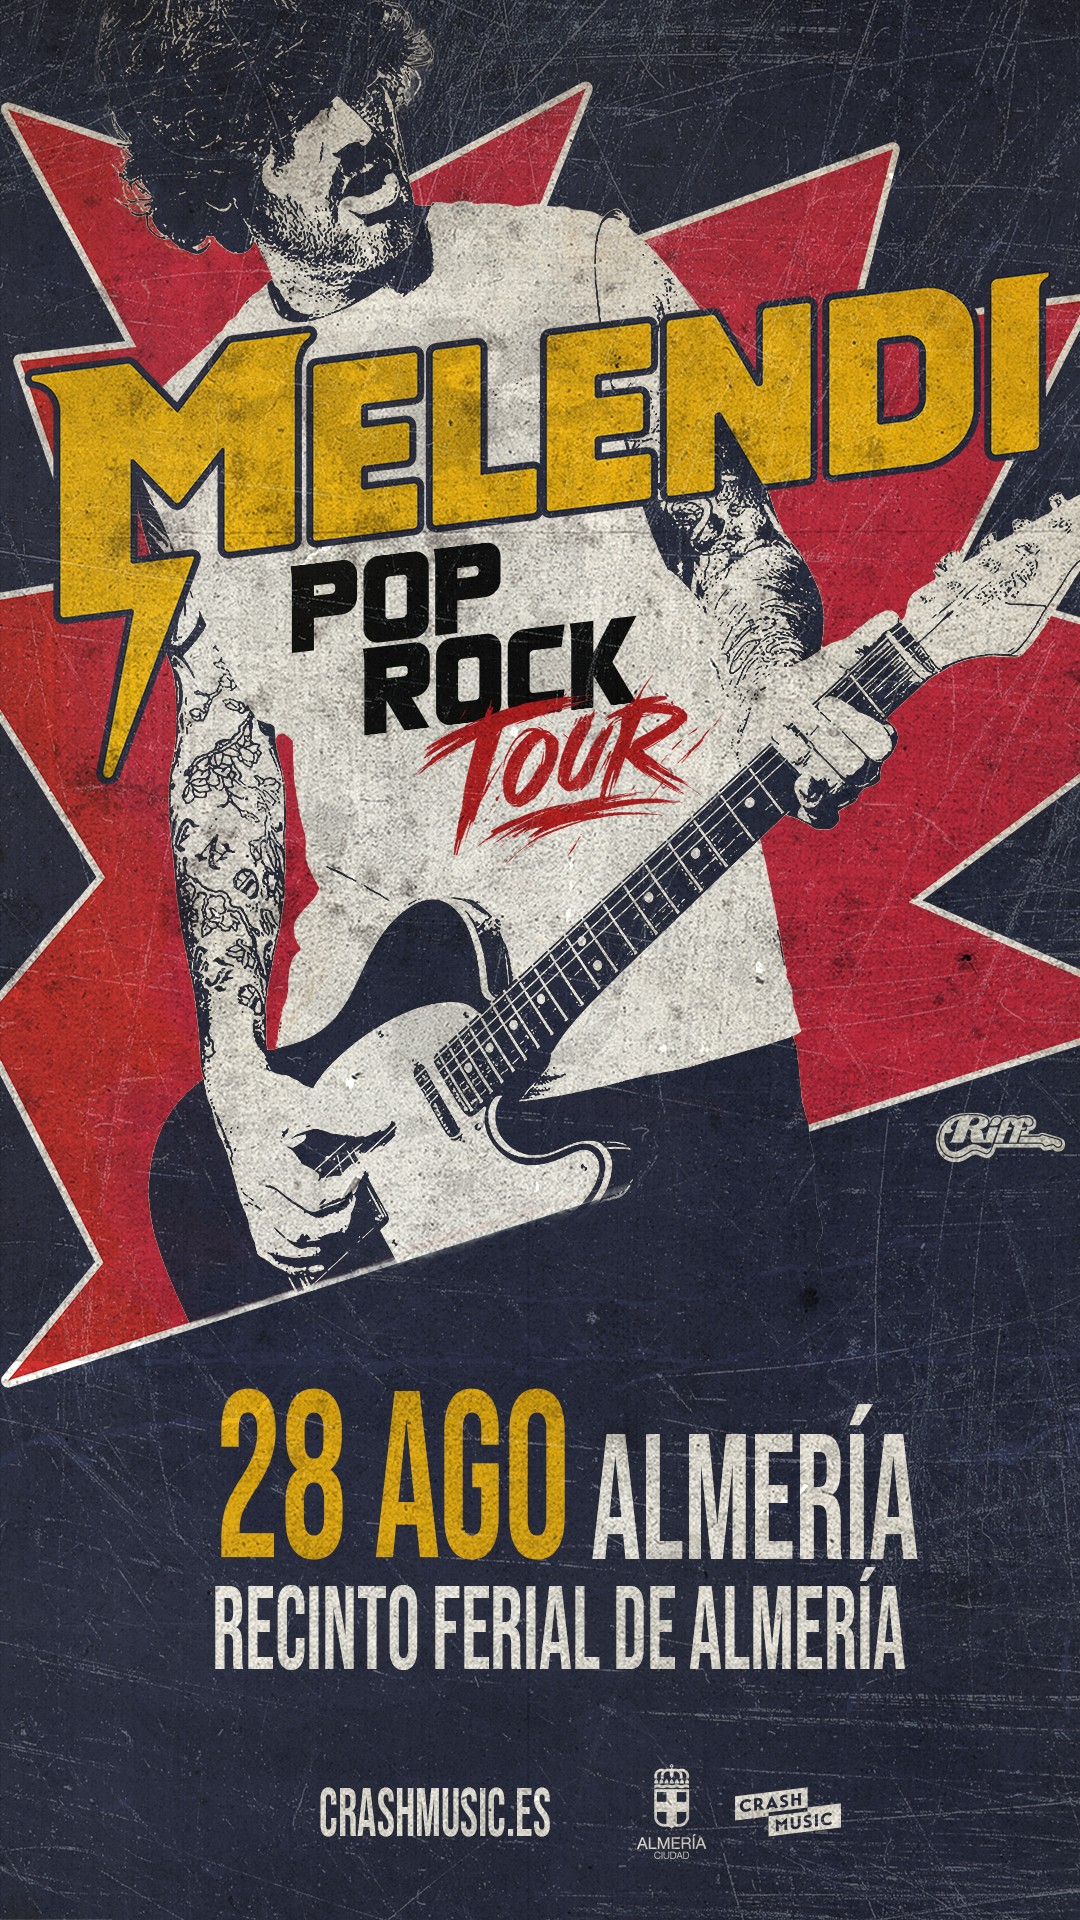 MELENDI
POP
ROCK
TOUR
Riff
28 AGO ALMERÍA
RECINTO FERIAL DE ALMERÍA
CRASHMUSIC.ES
ALMERÍA
CIUDAD
CRASH
MUSIC